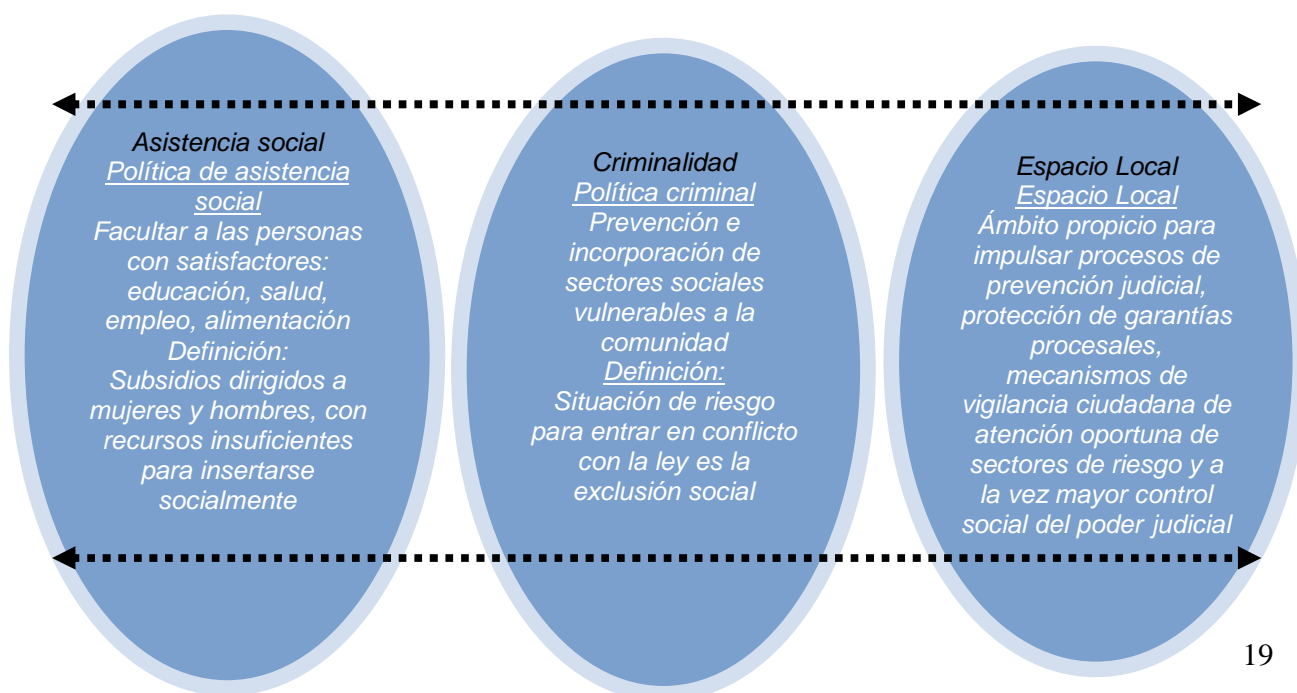 Asistencia social
Política de asistencia
social
Facultar a las personas
con satisfactores:
educación, salud,
empleo, alimentación
Definición:
Subsidios dirigidos a
mujeres y hombres, con
recursos insuficientes
para insertarse
socialmente
Criminalidad
Política criminal
Prevención e
incorporación de
sectores sociales
vulnerables a la
comunidad
Definición:
Situación de riesgo
para entrar en conflicto
con la ley es la
exclusión social
Espacio Local
Espacio Local
Ámbito propicio para
impulsar procesos de
prevención judicial,
protección de garantías
procesales,
mecanismos de
vigilancia ciudadana de
atención oportuna de
sectores de riesgo y a
la vez mayor control
social del poder judicial
19